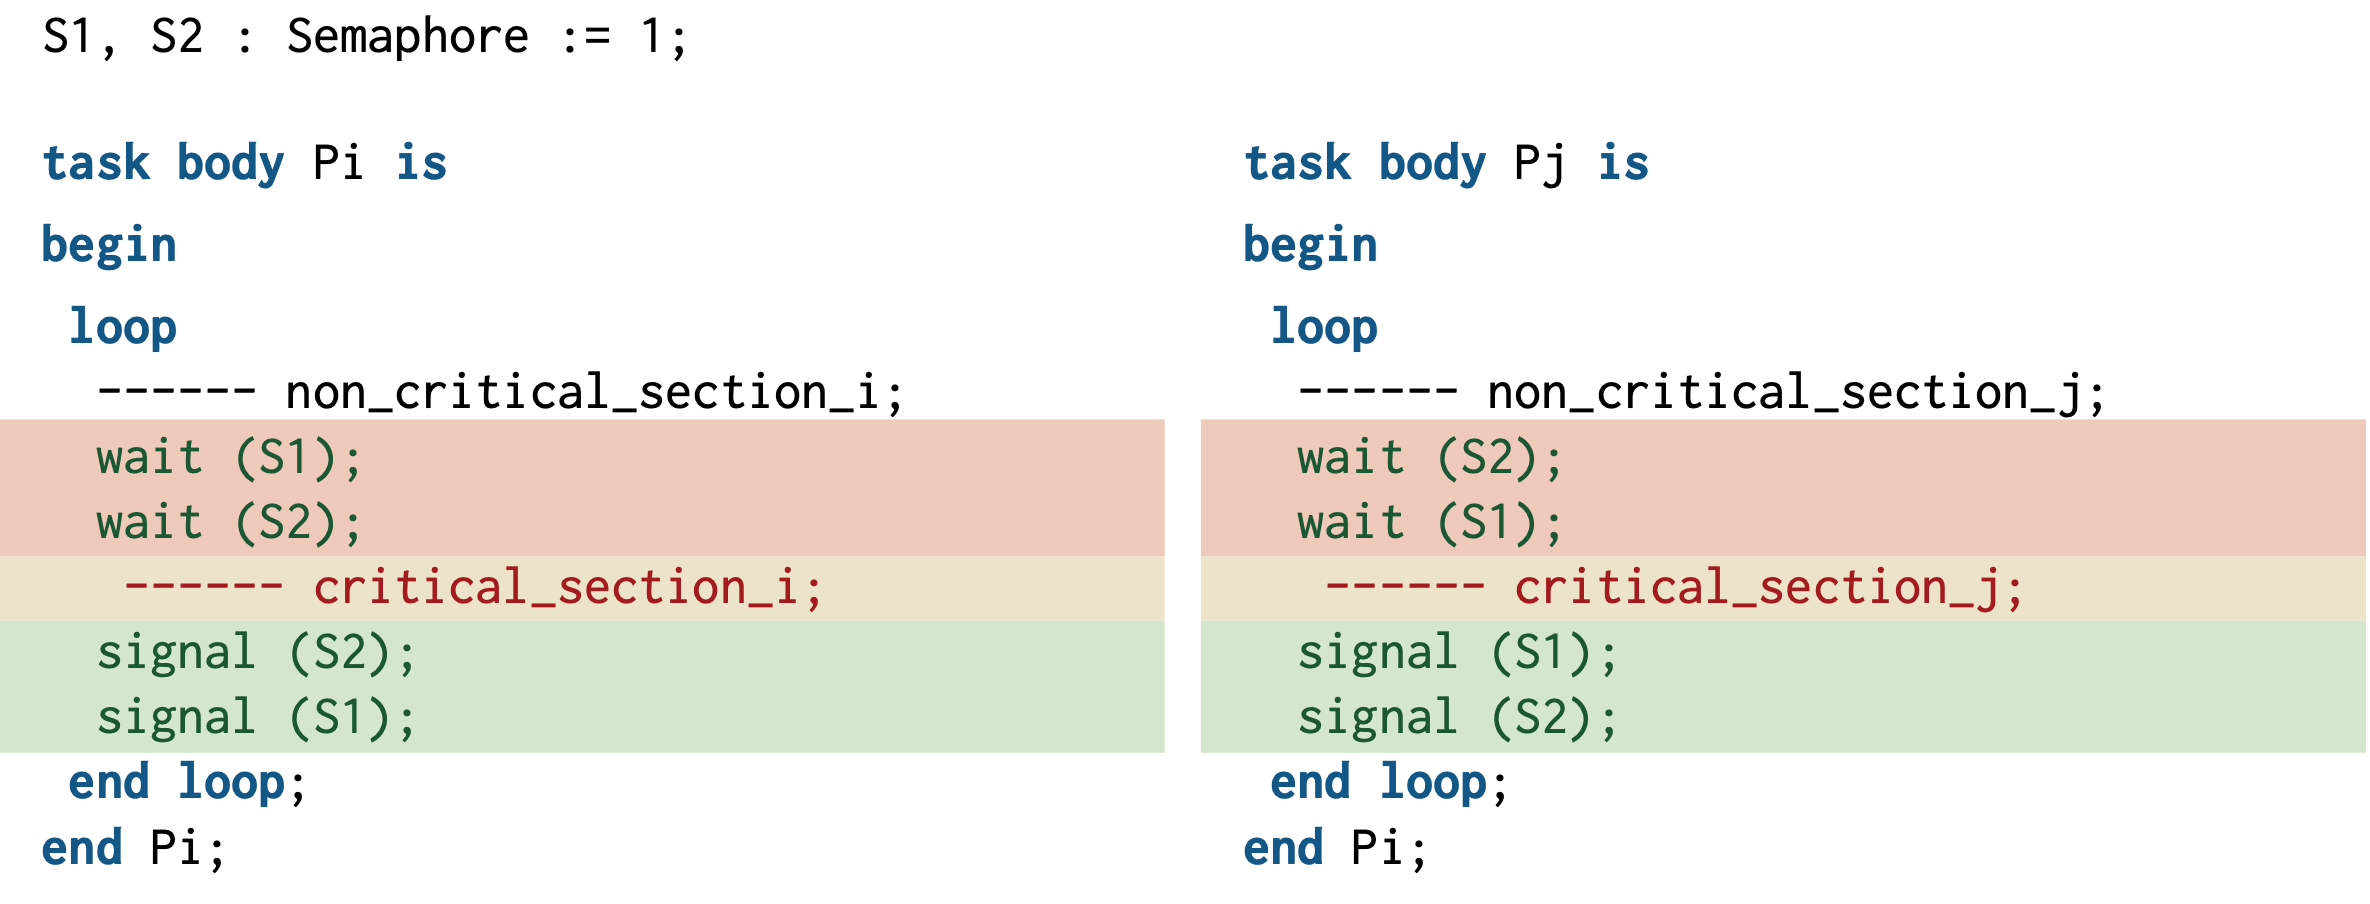 S1, S2 : Semaphore := 1;
task body Pi is
begin
loop
------ non_critical_section_i;
wait (S1);
wait (S2);
------ critical_section_i;
signal (S2);
signal (S1);
end loop;
end Pi;
task body Pj is
begin
loop
------ non_critical_section_j;
wait (S2);
wait (S1);
------ critical_section_j;
signal (S1);
signal (S2);
end loop;
end Pi;